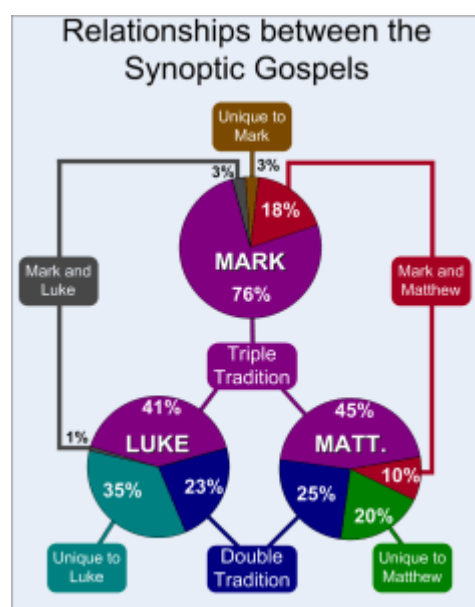 Relationships between the
Synoptic Gospels
Unique to
Mark
3%
3%
18%
MARK
76%
Mark and
Luke
Mark and
Matthew
Triple
Tradition
41%
45%
1%
LUKE
MATT.
35%
23%
25%
10%
20%
Unique to
Luke
Double
Tradition
Unique to
Matthew